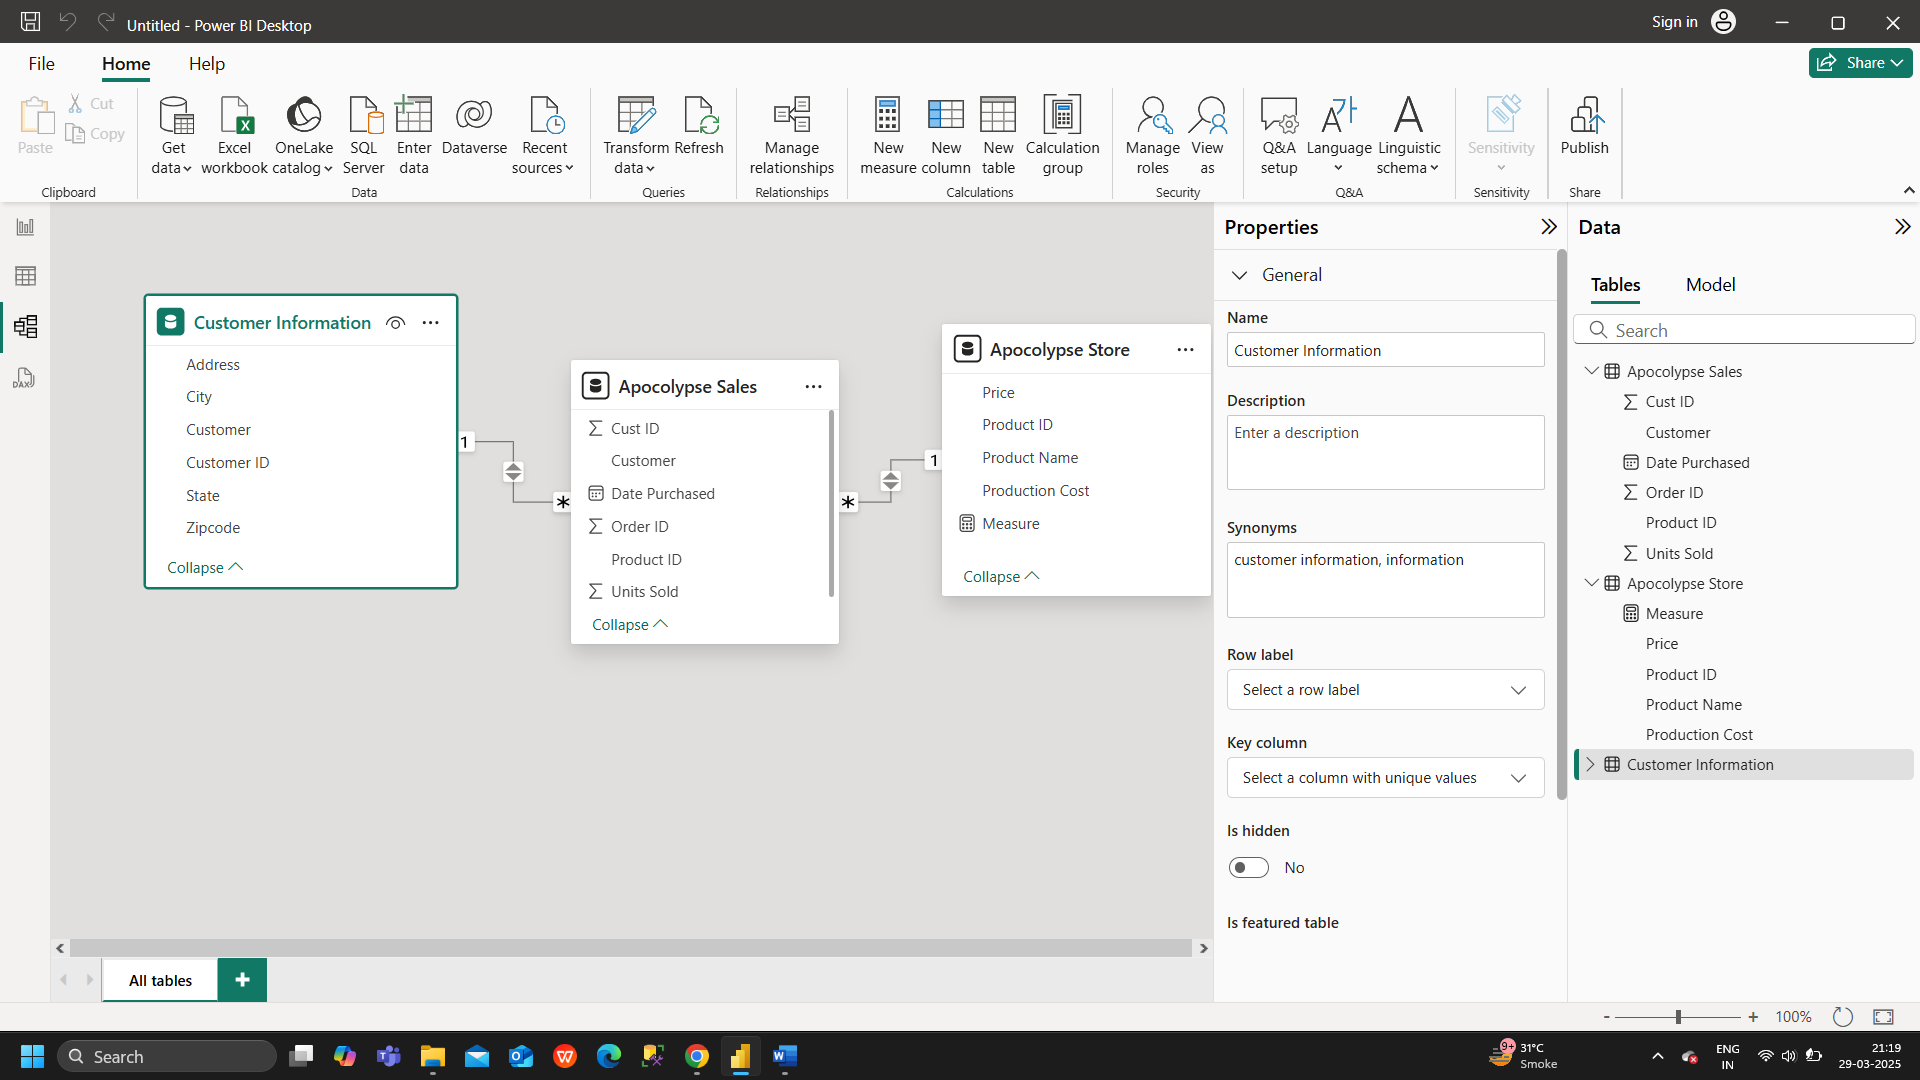 Untitled - Power BI Desktop
Sign in
File
Home
Help
Share
Paste
Cut
Copy
Clipboard
Get data
Excel workbook
OneLake catalog
SQL Server
Enter data
Dataverse
Recent sources
Data
Transform data
Refresh
Queries
Manage relationships
Relationships
New measure
New column
New table
Calculation group
Calculations
Manage roles
View as
Security
Q&A setup
Language
Linguistic schema
Q&A
Sensitivity
Sensitivity
Publish
Share
DAX
Customer Information
Address
City
Customer
Customer ID
State
Zipcode
Collapse
1
*
Apocolypse Sales
Cust ID
Customer
Date Purchased
Order ID
Product ID
Units Sold
Collapse
*
1
Apocolypse Store
Price
Product ID
Product Name
Production Cost
Measure
Collapse
Properties
General
Name
Customer Information
Description
Enter a description
Synonyms
customer information, information
Row label
Select a row label
Key column
Select a column with unique values
Is hidden
No
Is featured table
Data
Tables
Model
Search
Apocolypse Sales
Cust ID
Customer
Date Purchased
Order ID
Product ID
Units Sold
Apocolypse Store
Measure
Price
Product ID
Product Name
Production Cost
Customer Information
All tables
+
- + 100%
Search
9+
31°C
Smoke
ENG
IN
21:19
29-03-2025